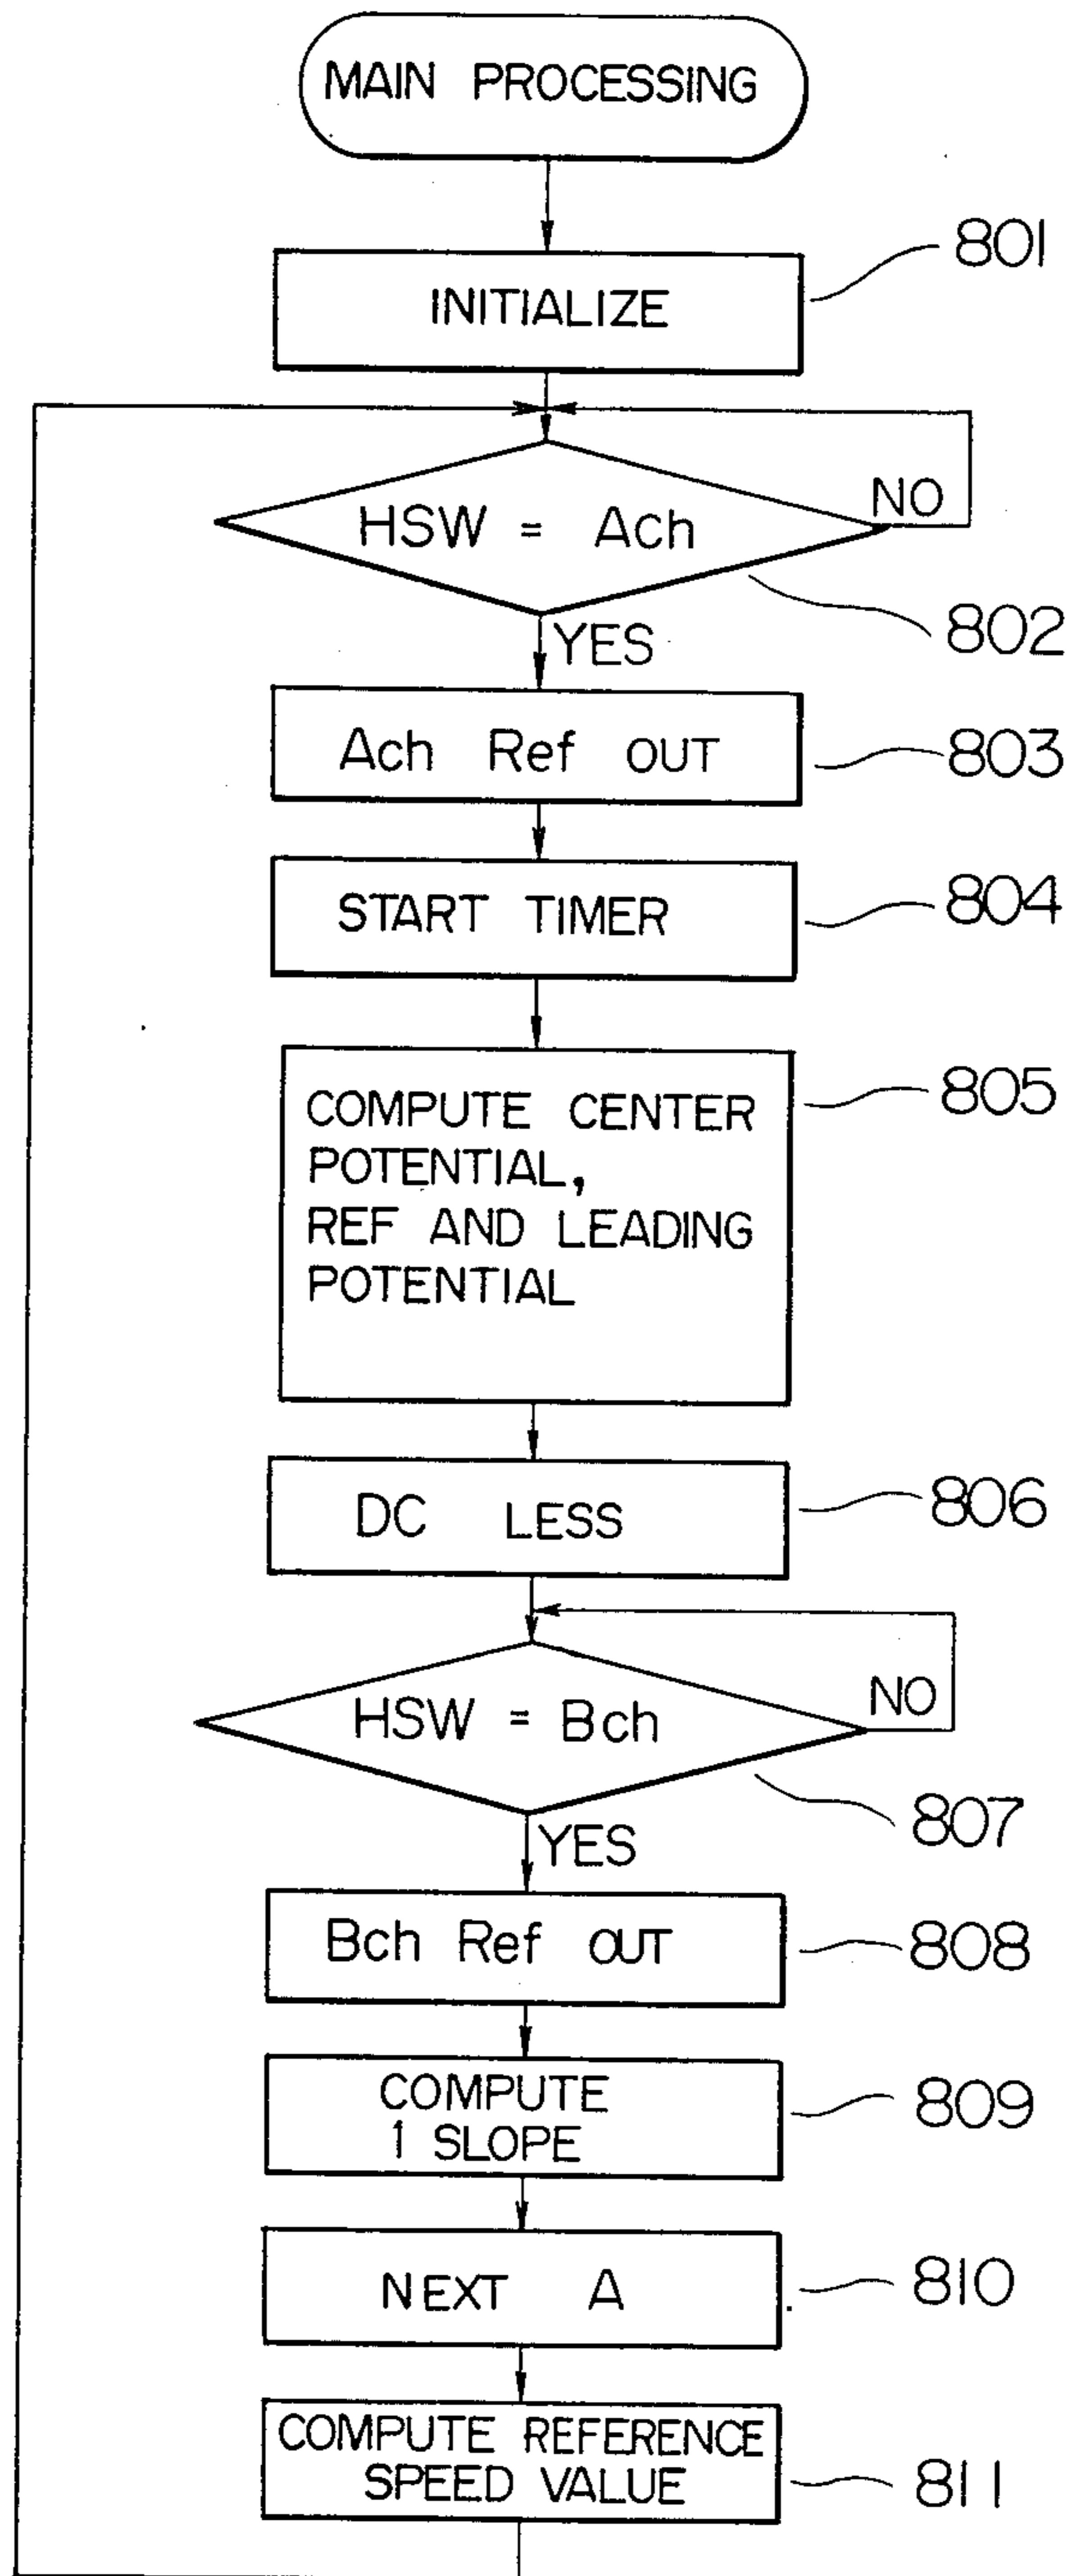 MAIN PROCESSING
801
INITIALIZE
HSW = Ach
NO
802
YES
Ach Ref OUT
803
START TIMER
804
COMPUTE CENTER
POTENTIAL,
REF AND LEADING
POTENTIAL
805
DC LESS
806
HSW = Bch
NO
807
YES
Bch Ref OUT
808
COMPUTE
1 SLOPE
809
NEXT A
810
COMPUTE REFERENCE
SPEED VALUE
811